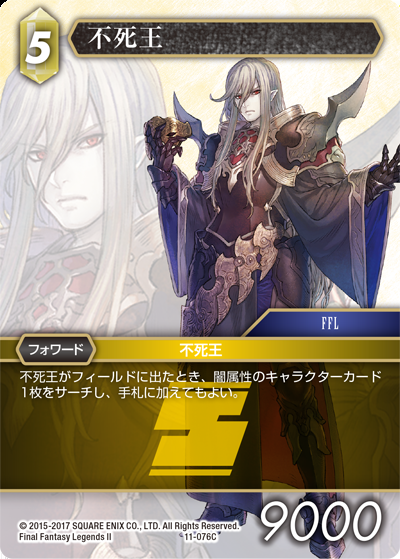 5
不死王
FFL
フォワード
不死王
不死王がフィールドに出たとき、闇属性のキャラクターカード
1枚をサーチし、手札に加えてもよい。
© 2015-2017 SQUARE ENIX CO., LTD. All Rights Reserved.
Final Fantasy Legends II
11-076C
9000